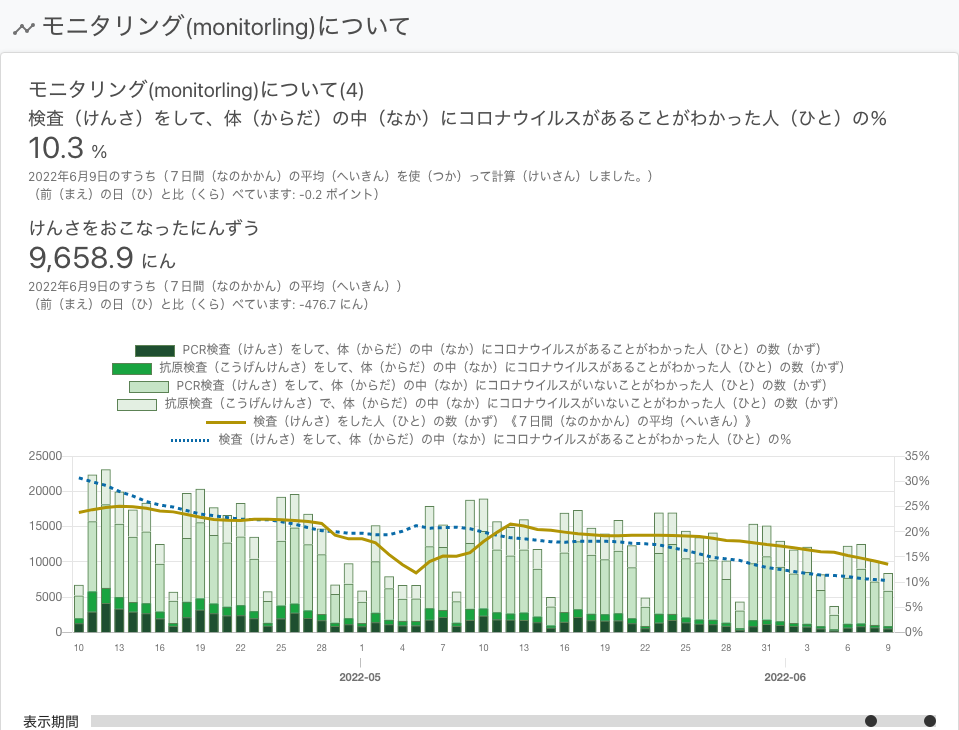 モニタリング(monitorling)について
モニタリング(monitorling)について(4)
検査（けんさ）をして、体（からだ）の中（なか）にコロナウイルスがあることがわかった人（ひと）の％
10.3 %
2022年6月9日のすうち（７日間（なのかかん）の平均（へいきん）を使（つか）って計算（けいさん）しました。）
（前（まえ）の日（ひ）と比（くら）べています: -0.2 ポイント）
けんさをおこなったにんずう
9,658.9 にん
2022年6月9日のすうち（７日間（なのかかん）の平均（へいきん））
（前（まえ）の日（ひ）と比（くら）べています: -476.7 にん）
PCR検査（けんさ）をして、体（からだ）の中（なか）にコロナウイルスがあることがわかった人（ひと）の数（かず）
抗原検査（こうげんけんさ）をして、体（からだ）の中（なか）にコロナウイルスがあることがわかった人（ひと）の数（かず）
PCR検査（けんさ）をして、体（からだ）の中（なか）にコロナウイルスがいないことがわかった人（ひと）の数（かず）
抗原検査（こうげんけんさ）で、体（からだ）の中（なか）にコロナウイルスがいないことがわかった人（ひと）の数（かず）
検査（けんさ）をした人（ひと）の数（かず）《７日間（なのかかん）の平均（へいきん）》
検査（けんさ）をして、体（からだ）の中（なか）にコロナウイルスがあることがわかった人（ひと）の％
25000 35%
30%
20000
25%
15000
20%
10000 15%
10%
5000
5%
0 0%
10 13 16 19 22 25 28 1 4 7 10 13 16 19 22 25 28 31 3 6 9
2022-05 2022-06
表示期間